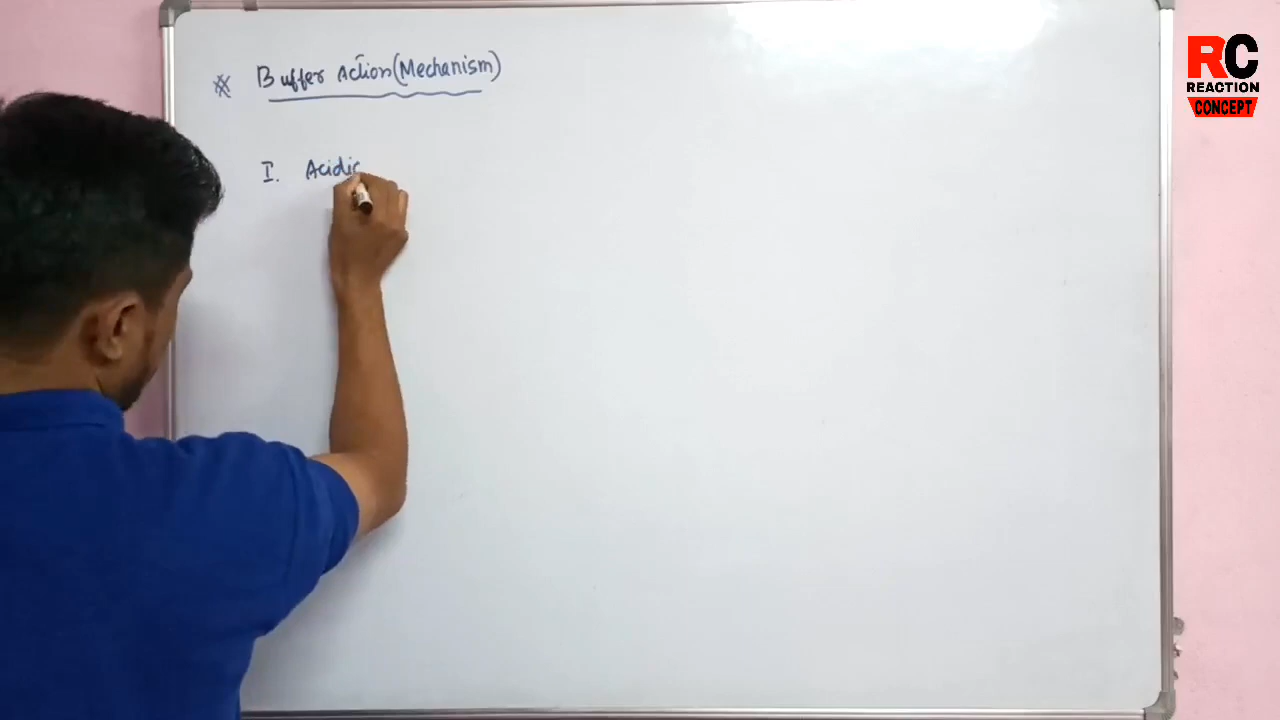 * Buffer Action(Mechanism)
I. Acidic
RC
REACTION
CONCEPT